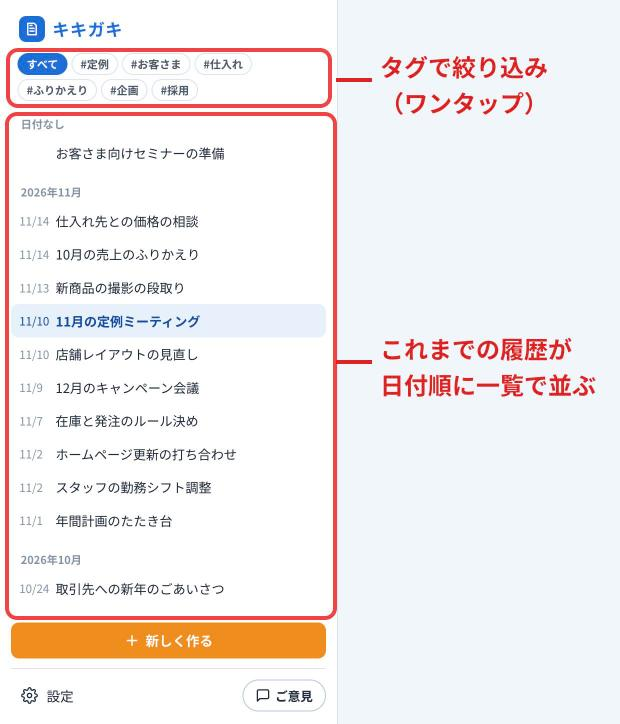 キキガキ
すべて #定例 #お客さま #仕入れ
#ふりかえり #企画 #採用
タグで絞り込み
（ワンタップ）
日付なし
お客さま向けセミナーの準備
2026年11月
11/14 仕入れ先との価格の相談
11/14 10月の売上のふりかえり
11/13 新商品の撮影の段取り
11/10 11月の定例ミーティング
11/10 店舗レイアウトの見直し
11/9 12月のキャンペーン会議
11/7 在庫と発注のルール決め
11/2 ホームページ更新の打ち合わせ
11/2 スタッフの勤務シフト調整
11/1 年間計画のたたき台
2026年10月
10/24 取引先への新年のごあいさつ
これまでの履歴が
日付順に一覧で並ぶ
＋ 新しく作る
設定 ご意見